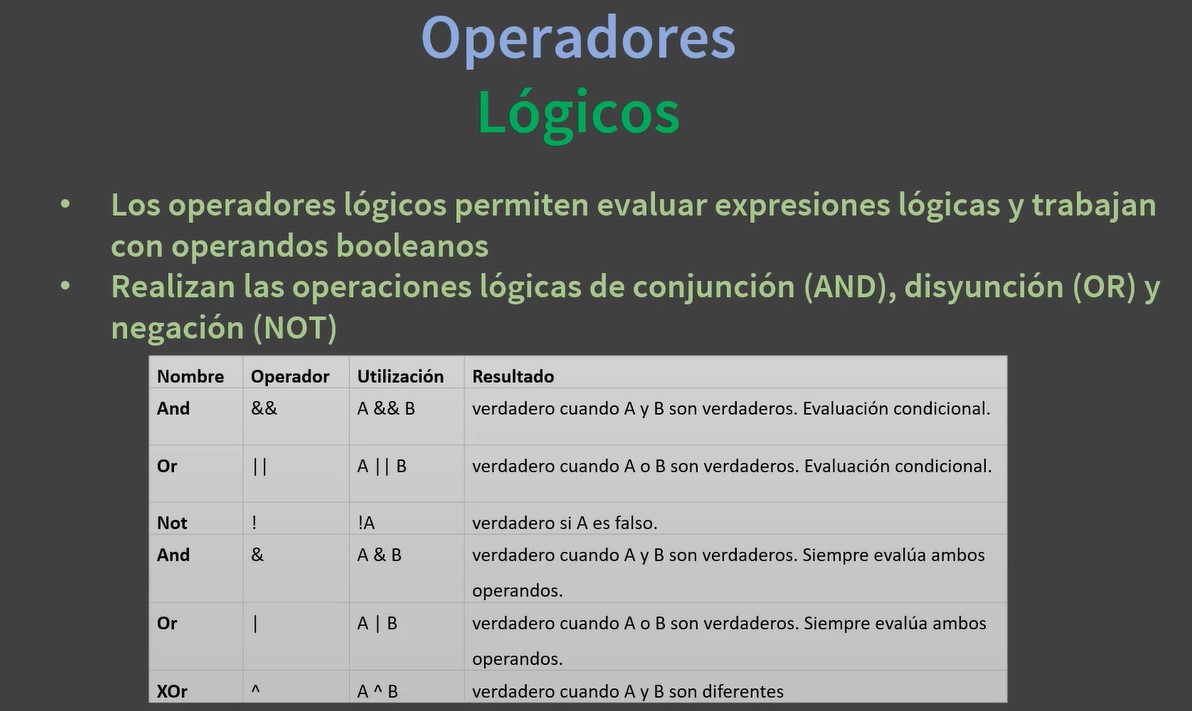 Operadores
Lógicos
• Los operadores lógicos permiten evaluar expresiones lógicas y trabajan
con operandos booleanos
• Realizan las operaciones lógicas de conjunción (AND), disyunción (OR) y
negación (NOT)
Nombre Operador Utilización Resultado
And && A && B verdadero cuando A y B son verdaderos. Evaluación condicional.
Or || A || B verdadero cuando A o B son verdaderos. Evaluación condicional.
Not ! !A verdadero si A es falso.
And & A & B verdadero cuando A y B son verdaderos. Siempre evalúa ambos
operandos.
Or | A | B verdadero cuando A o B son verdaderos. Siempre evalúa ambos
operandos.
XOr ^ A ^ B verdadero cuando A y B son diferentes